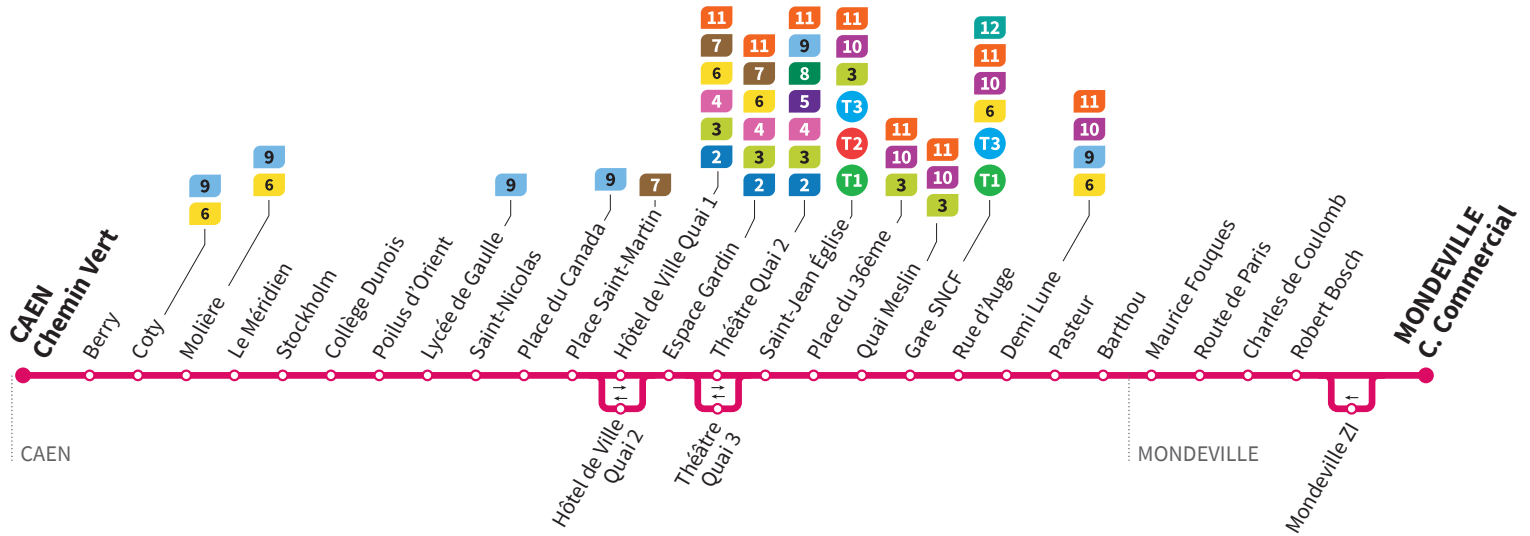 CAEN
Chemin Vert
Berry
Coty
9
6
Molière
9
6
Le Méridien
Stockholm
Collège Dunois
Poilus d'Orient
Lycée de Gaulle
9
Saint-Nicolas
Place du Canada
9
Place Saint-Martin
7
Hôtel de Ville Quai 1
11
7
6
4
3
2
Espace Gardin
11
7
6
4
3
2
Théâtre Quai 2
11
9
8
5
4
3
2
Saint-Jean Église
11
10
3
T3
T2
T1
Place du 36ème
11
10
3
Quai Meslin
11
10
3
Gare SNCF
12
11
10
6
T3
T1
Rue d'Auge
Demi Lune
11
10
9
6
Pasteur
Barthou
Maurice Fouques
Route de Paris
Charles de Coulomb
Robert Bosch
MONDEVILLE
C. Commercial
Hôtel de Ville
Quai 2
Théâtre
Quai 3
Mondeville ZI
CAEN
MONDEVILLE